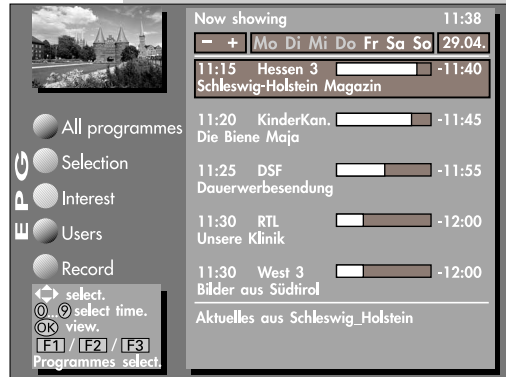 Now showing 11:38
− + Mo Di Mi Do Fr Sa So 29.04.
11:15 Hessen 3 -11:40
Schleswig-Holstein Magazin
11:20 KinderKan. -11:45
Die Biene Maja
11:25 DSF -11:55
Dauerwerbesendung
11:30 RTL -12:00
Unsere Klinik
11:30 West 3 -12:00
Bilder aus Südtirol
Aktuelles aus Schleswig_Holstein
EPG
All programmes
Selection
Interest
Users
Record
select.
0...9 select time.
OK view.
F1 / F2 / F3
Programmes select.